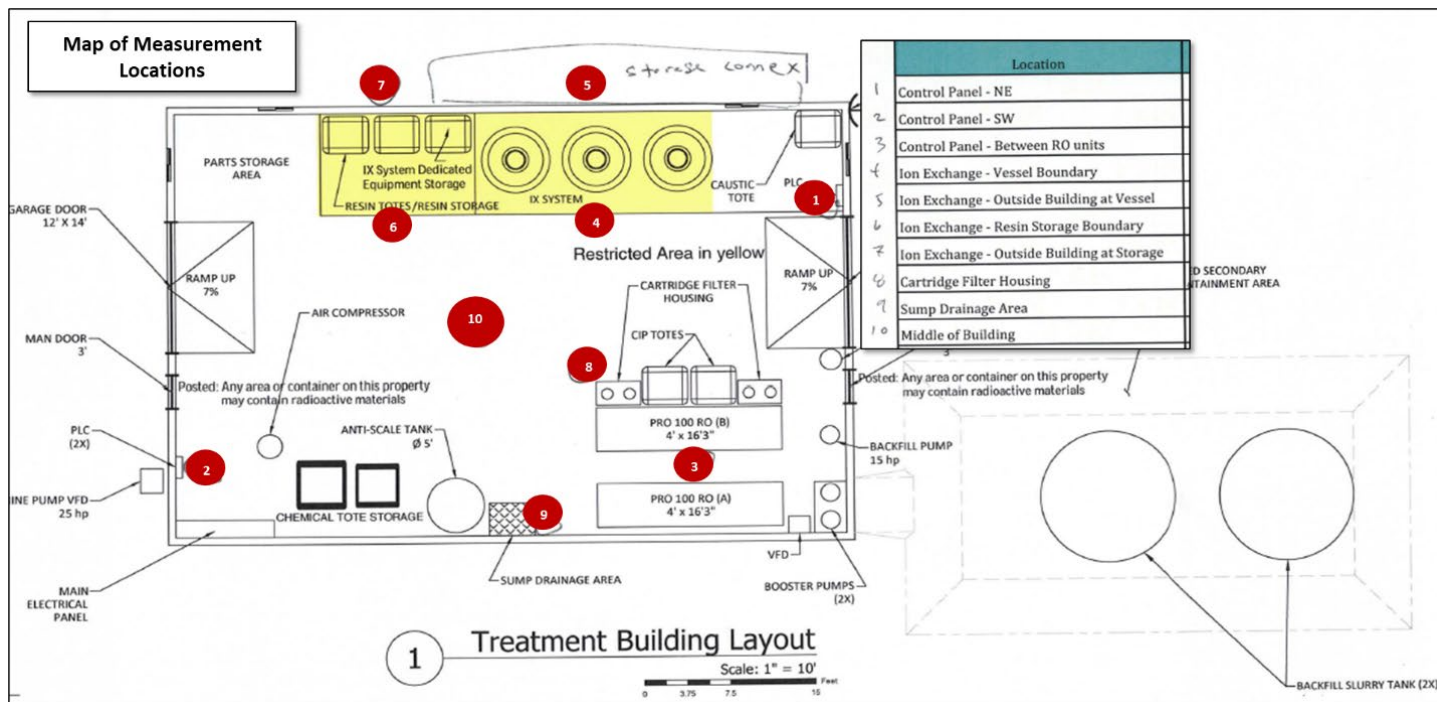 Map of Measurement
Locations
storage connex
7
5
Location
1 Control Panel - NE
2 Control Panel - SW
3 Control Panel - Between RO units
4 Ion Exchange - Vessel Boundary
5 Ion Exchange - Outside Building at Vessel
6 Ion Exchange - Resin Storage Boundary
7 Ion Exchange - Outside Building at Storage
8 Cartridge Filter Housing
9 Sump Drainage Area
10 Middle of Building
PARTS STORAGE
AREA
IX System Dedicated
Equipment Storage
RESIN TOTES/RESIN STORAGE
IX SYSTEM
CAUSTIC
TOTE
PLC
1
GARAGE DOOR
12' X 14'
6
4
Restricted Area in yellow
RAMP UP
7%
RAMP UP
7%
CARTRIDGE FILTER
HOUSING
ED SECONDARY
NTAINMENT AREA
AIR COMPRESSOR
10
CIP TOTES
MAN DOOR
3'
3
8
Posted: Any area or container on this property
may contain radioactive materials
Posted: Any area or container on this property
may contain radioactive materials
PLC
(2X)
ANTI-SCALE TANK
Ø 5'
PRO 100 RO (B)
4' x 16'3"
BACKFILL PUMP
15 hp
2
3
INE PUMP VFD
25 hp
PRO 100 RO (A)
4' x 16'3"
CHEMICAL TOTE STORAGE
9
VFD
MAIN
ELECTRICAL
PANEL
SUMP DRAINAGE AREA
BOOSTER PUMPS
(2X)
1
Treatment Building Layout
Scale: 1" = 10'
Feet
0 3.75 7.5 15
BACKFILL SLURRY TANK (2X)